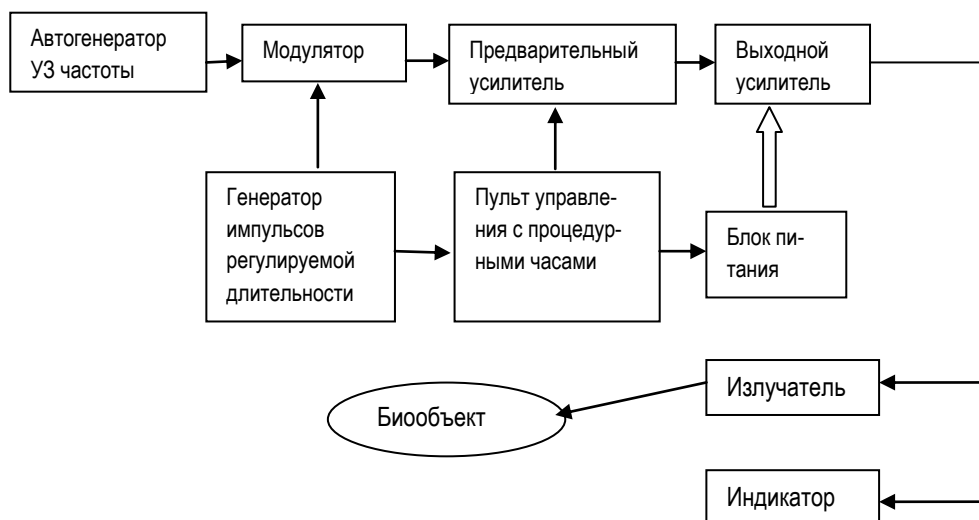 Автогенератор
УЗ частоты
Модулятор
Предварительный
усилитель
Выходной
усилитель
Генератор
импульсов
регулируемой
длительности
Пульт управле-
ния с процедур-
ными часами
Блок пи-
тания
Излучатель
Биообъект
Индикатор